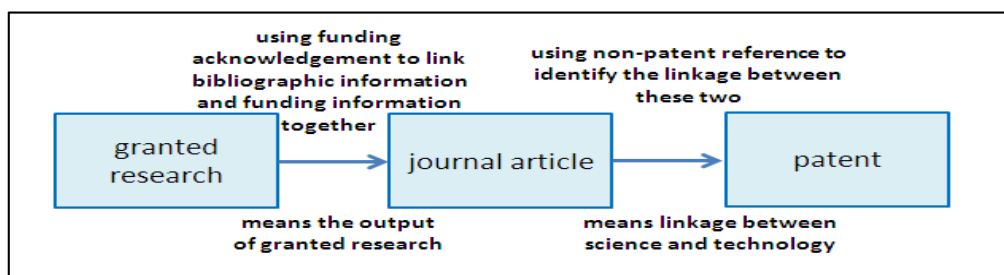 using funding
acknowledgement to link
bibliographic information
and funding information
together
using non-patent reference to
identify the linkage between
these two
granted
research
journal article
patent
means the output
of granted research
means linkage between
science and technology